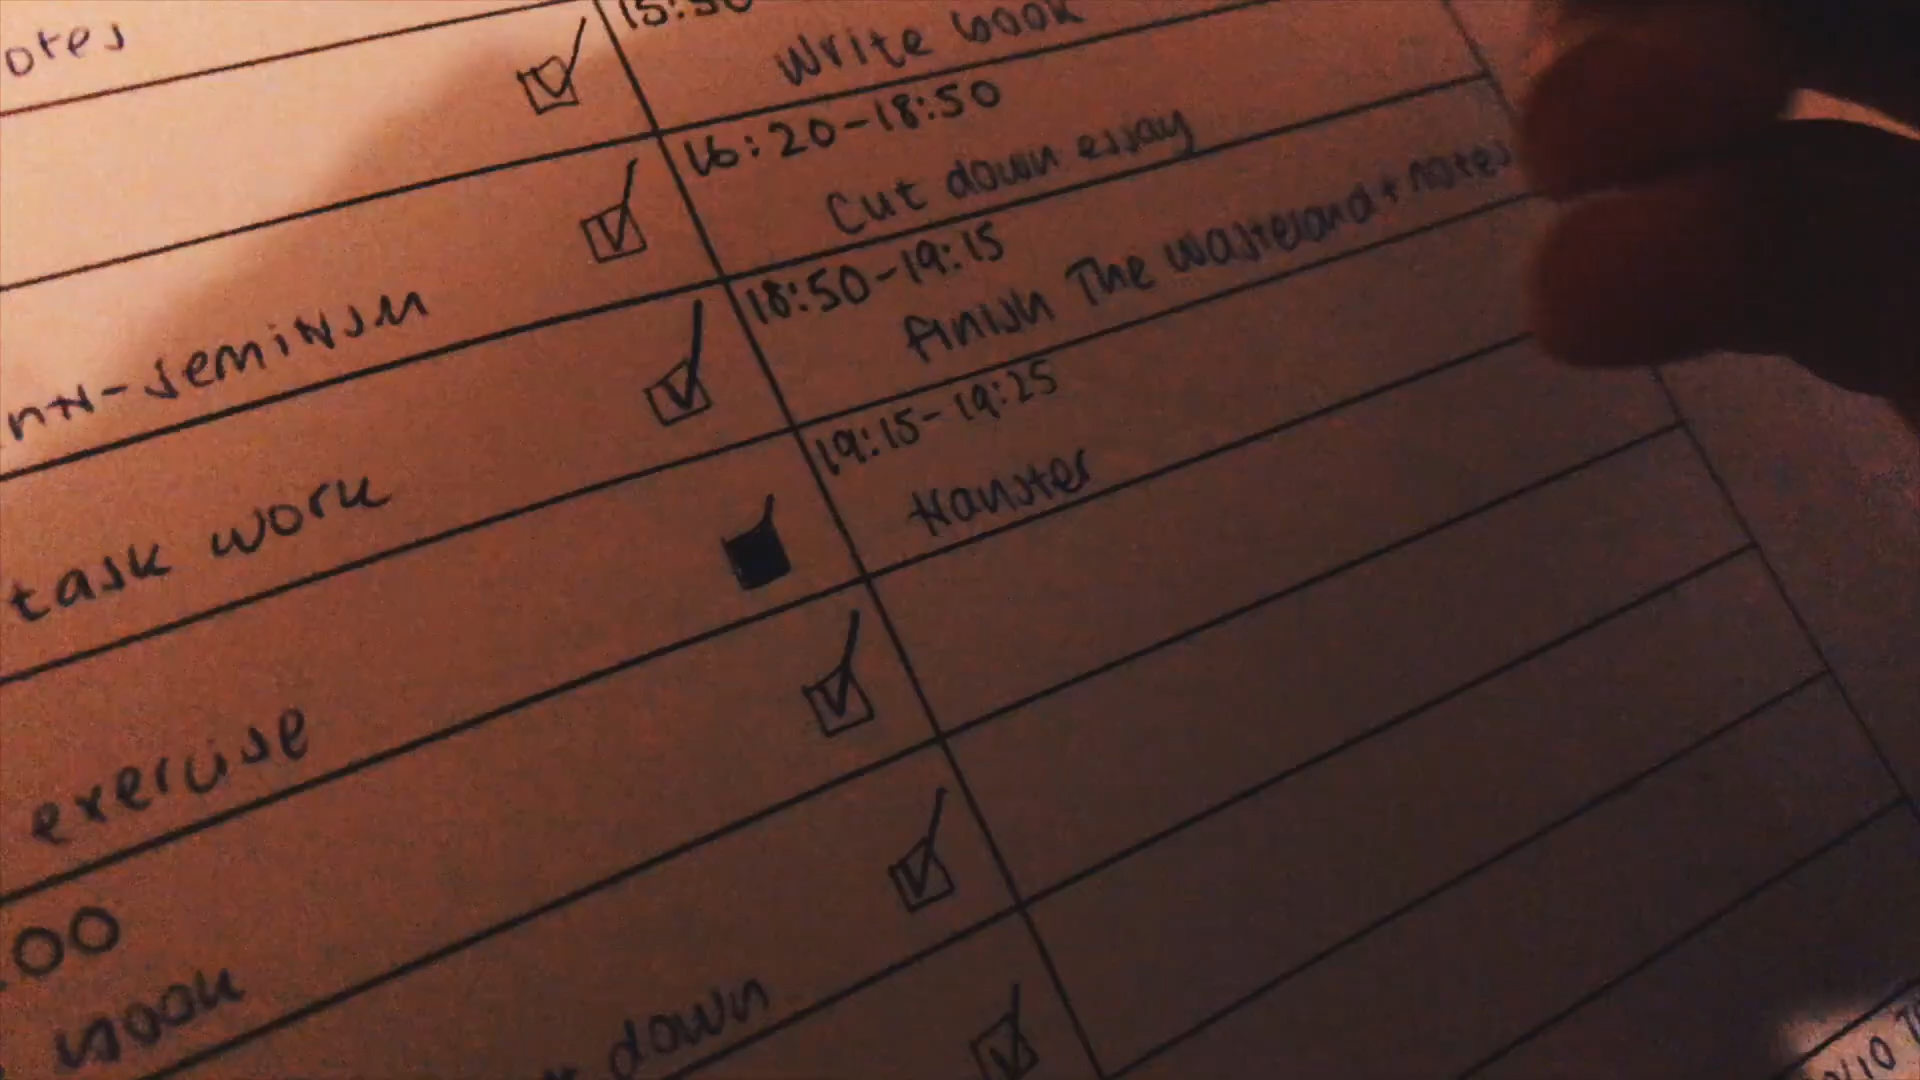 otes
task work
exercise
00
book
down
15:50
Write book
16:20-18:50
Cut down essay
18:50-19:15
Finish The Wasteland + notes
19:15-19:25